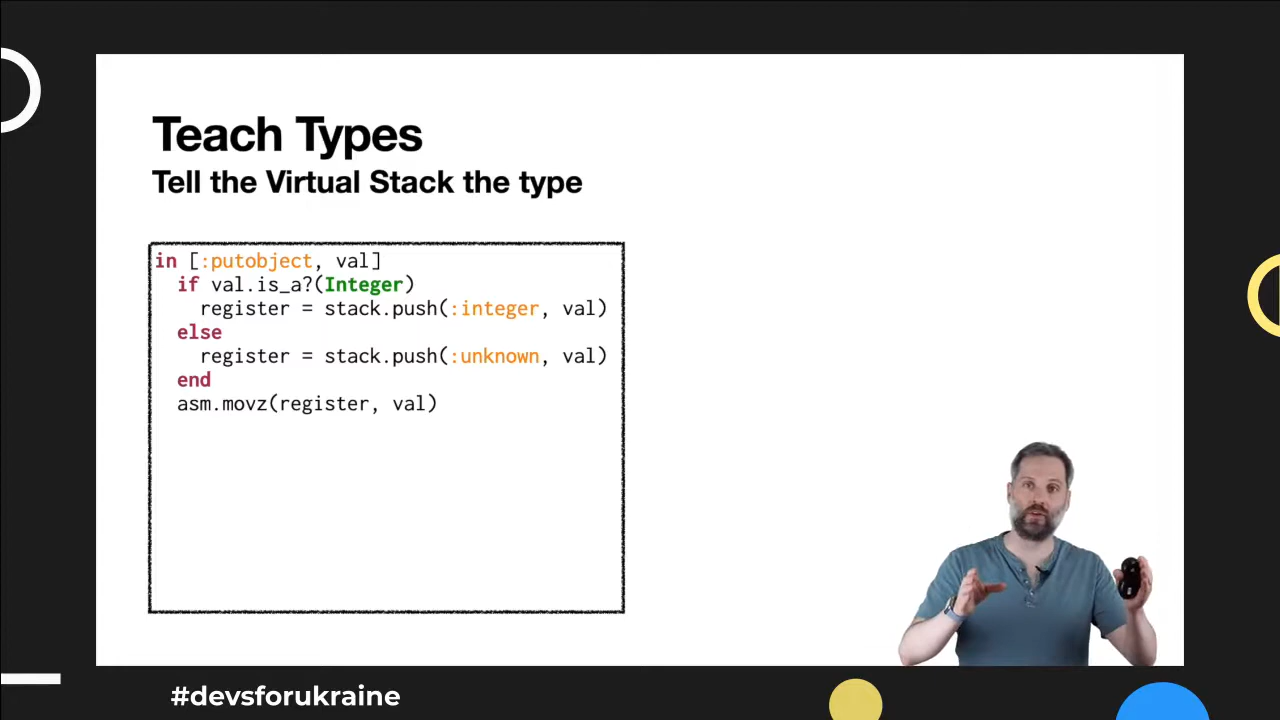 Teach Types
Tell the Virtual Stack the type
in [:putobject, val]
  if val.is_a?(Integer)
    register = stack.push(:integer, val)
  else
    register = stack.push(:unknown, val)
  end
  asm.movz(register, val)
#devsforukraine